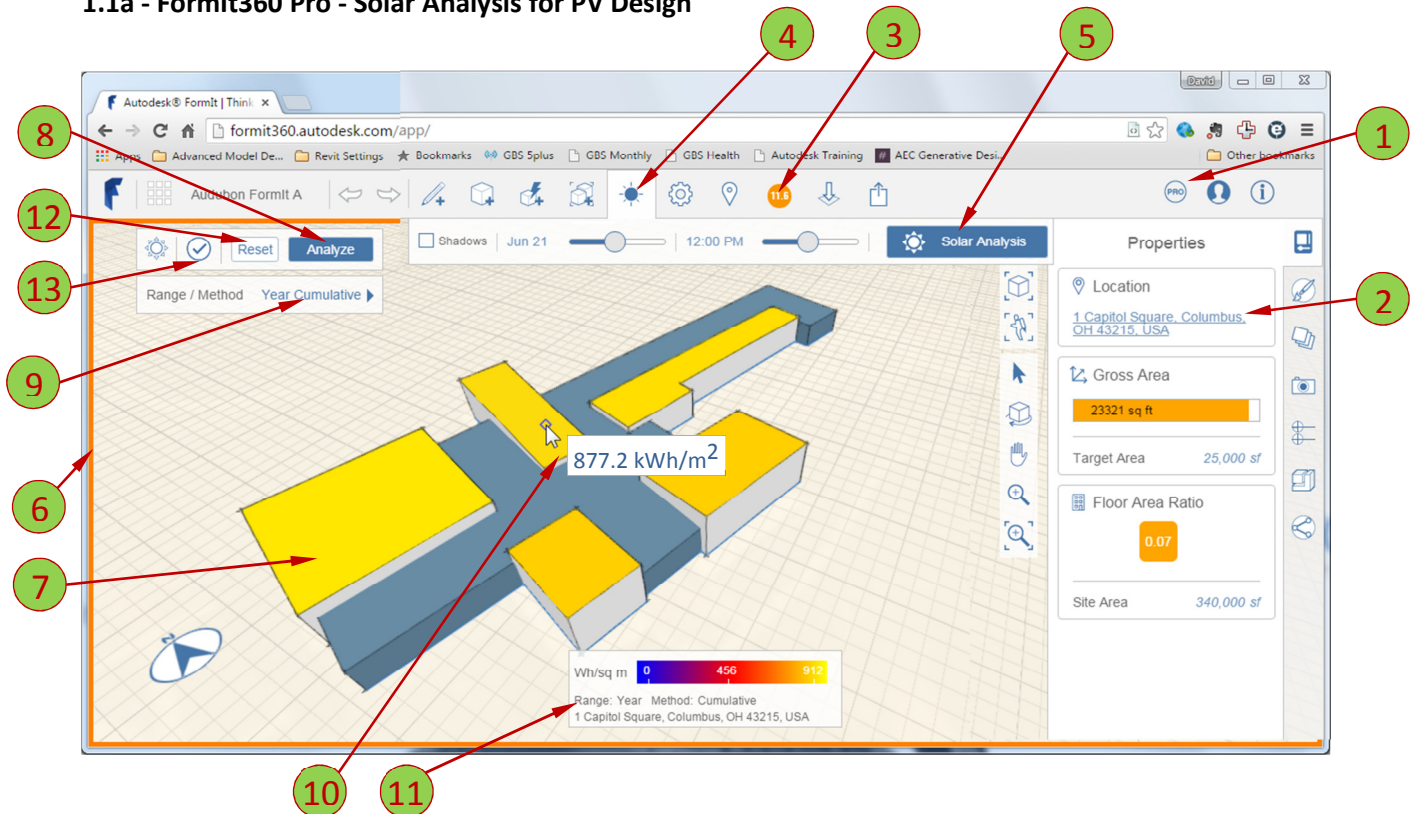 1.1a - FormIt360 Pro - Solar Analysis for PV Design
4
3
5
David
Autodesk® FormIt | Think
8
formit360.autodesk.com/app/
1
Apps Advanced Model De... Revit Settings Bookmarks GBS 5plus GBS Monthly GBS Health Autodesk Training AEC Generative Desi... Other bookmarks
Audubon FormIt A
11.6
PRO
12
Reset Analyze
Shadows Jun 21 12:00 PM Solar Analysis
Properties
13
Range / Method Year Cumulative
Location
1 Capitol Square, Columbus,
OH 43215, USA
2
9
Gross Area
23321 sq ft
Target Area 25,000 sf
877.2 kWh/m2
6
Floor Area Ratio
0.07
7
Site Area 340,000 sf
Wh/sq m 0 456 912
Range: Year Method: Cumulative
1 Capitol Square, Columbus, OH 43215, USA
10
11